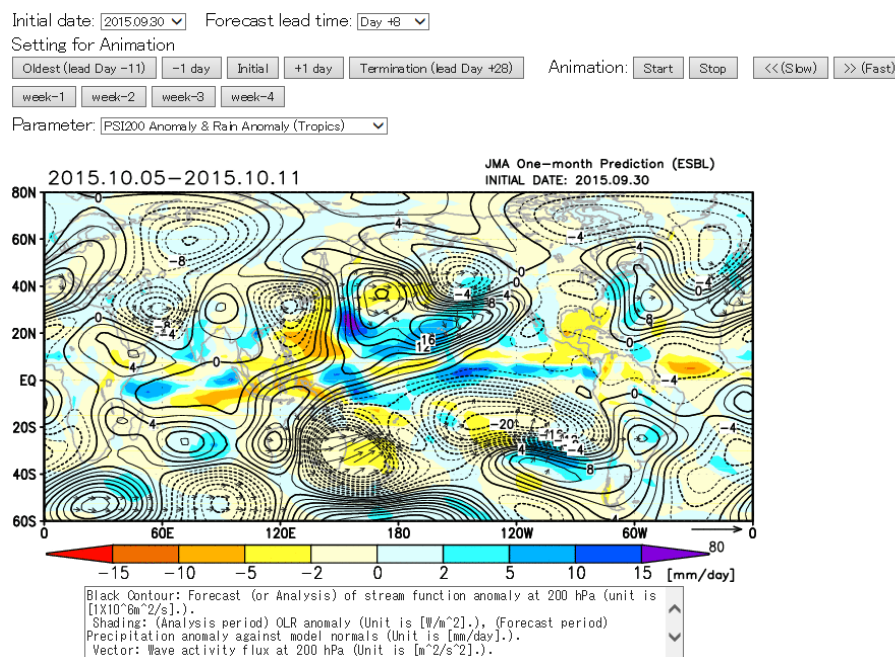 Initial date: 2015.09.30 Forecast lead time: Day +8
Setting for Animation
Oldest (lead Day -11) -1 day Initial +1 day Termination (lead Day +28) Animation: Start Stop <<(Slow) >> (Fast)
week-1 week-2 week-3 week-4
Parameter: PSI200 Anomaly & Rain Anomaly (Tropics)
JMA One-month Prediction (ESBL)
2015.10.05-2015.10.11 INITIAL DATE: 2015.09.30
80N
60N
40N
20N
EQ
20S
40S
60S
0 60E 120E 180 120W 60W 0
80
-15 -10 -5 -2 0 2 5 10 15 [mm/day]
Black Contour: Forecast (or Analysis) of stream function anomaly at 200 hPa (unit is
[1X10^6m^2/s].).
Shading: (Analysis period) OLR anomaly (Unit is [W/m^2].), (Forecast period)
Precipitation anomaly against model normals (Unit is [mm/day].).
Vector: Wave activity flux at 200 hPa (Unit is [m^2/s^2].).